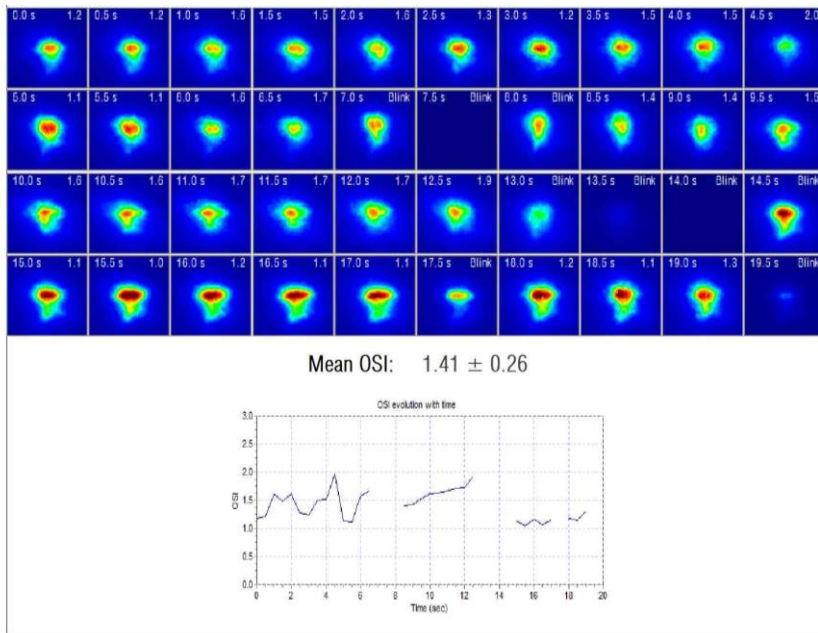 0.0 s 1.2 0.5 s 1.2 1.0 s 1.6 1.5 s 1.5 2.0 s 1.6 2.5 s 1.3 3.0 s 1.2 3.5 s 1.5 4.0 s 1.5 4.5 s 2.0
5.0 s 1.1 5.5 s 1.1 6.0 s 1.6 6.5 s 1.7 7.0 s Blink 7.5 s Blink 8.0 s Blink 8.5 s 1.4 9.0 s 1.4 9.5 s 1.5
10.0 s 1.6 10.5 s 1.6 11.0 s 1.7 11.5 s 1.7 12.0 s 1.7 12.5 s 1.9 13.0 s Blink 13.5 s Blink 14.0 s Blink 14.5 s Blink
15.0 s 1.1 15.5 s 1.0 16.0 s 1.2 16.5 s 1.1 17.0 s 1.1 17.5 s Blink 18.0 s 1.2 18.5 s 1.1 19.0 s 1.3 19.5 s Blink
Mean OSI: 1.41 ± 0.26
OSI evolution with time
3.0
2.5
2.0
1.5
1.0
0.5
0.0
OSI
0 2 4 6 8 10 12 14 16 18 20
Time (sec)